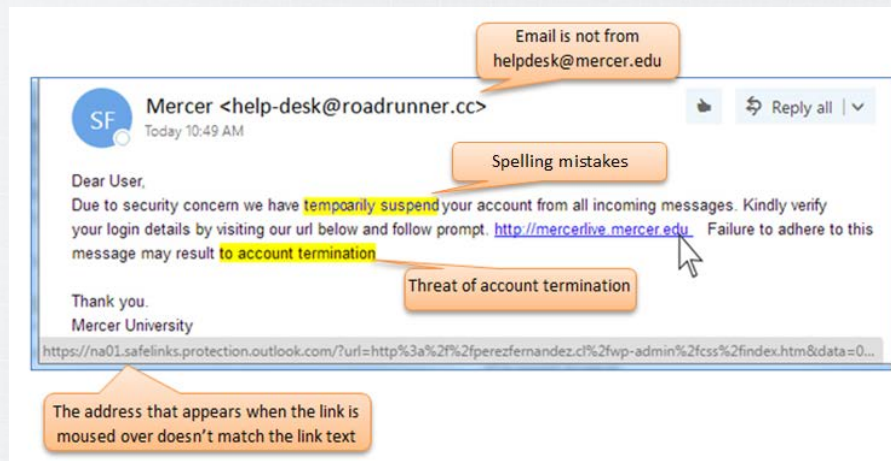 Email is not from
helpdesk@mercer.edu
SF
Mercer <help-desk@roadrunner.cc>
Today 10:49 AM
Reply all
Spelling mistakes
Dear User,
Due to security concern we have tempoarily suspend your account from all incoming messages. Kindly verify
your login details by visiting our url below and follow prompt. http://mercerlive.mercer.edu Failure to adhere to this
message may result to account termination
Threat of account termination
Thank you.
Mercer University
https://na01.safelinks.protection.outlook.com/?url=http%3a%2f%2fperezfernandez.cl%2fwp-admin%2fcss%2findex.htm&data=0...
The address that appears when the link is
moused over doesn't match the link text